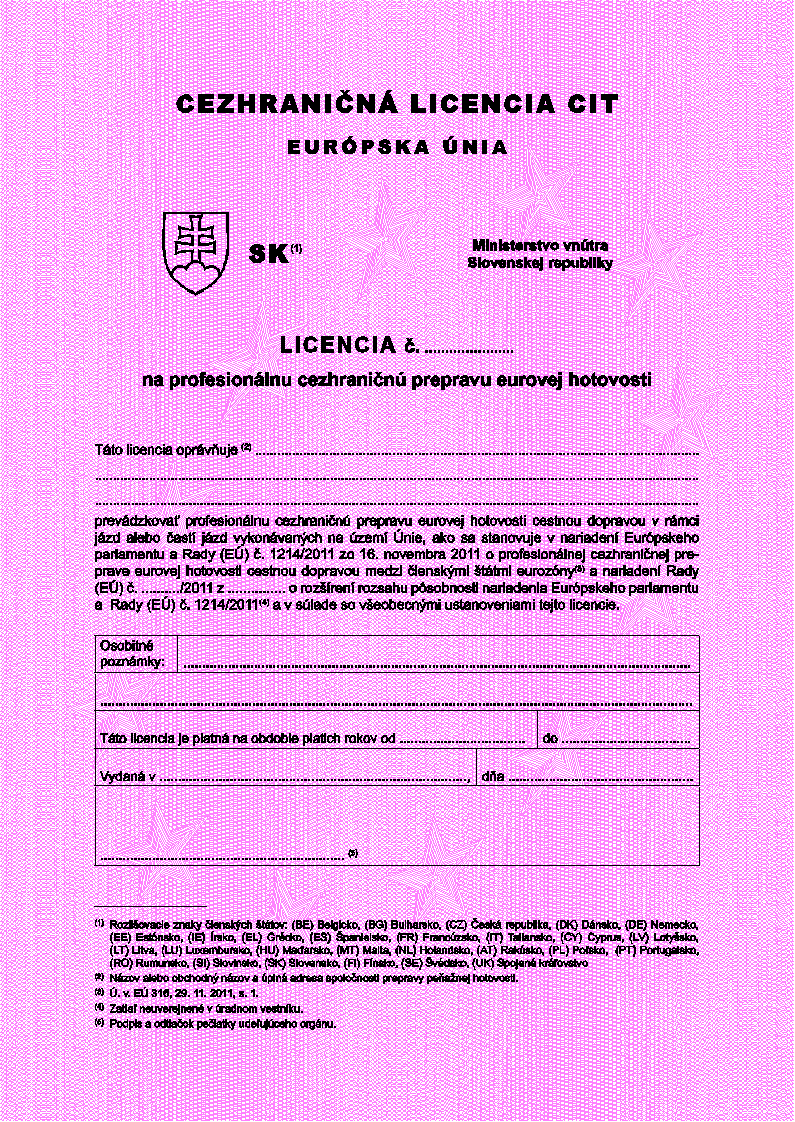 CEZHRANIČNÁ LICENCIA CIT
EURÓPSKA ÚNIA
SK (1)
Ministerstvo vnútra
Slovenskej republiky
LICENCIA č. ......................
na profesionálnu cezhraničnú prepravu eurovej hotovosti
Táto licencia oprávňuje (2) ..............................................................................................................
......................................................................................................................................................
......................................................................................................................................................
prevádzkovať profesionálnu cezhraničnú prepravu eurovej hotovosti cestnou dopravou v rámci
jázd alebo častí jázd vykonávaných na území Únie, ako sa stanovuje v nariadení Európskeho
parlamentu a Rady (EÚ) č. 1214/2011 zo 16. novembra 2011 o profesionálnej cezhraničnej pre-
prave eurovej hotovosti cestnou dopravou medzi členskými štátmi eurozóny(3) a nariadení Rady
(EÚ) č. ........../2011 z ............... o rozšírení rozsahu pôsobnosti nariadenia Európskeho parlamentu
a Rady (EÚ) č. 1214/2011(4) a v súlade so všeobecnými ustanoveniami tejto licencie.
Osobitné
poznámky: ..............................................................................................................................
....................................................................................................................................................
Táto licencia je platná na obdobie piatich rokov od ................................ do ................................
Vydaná v ............................................................................., dňa ..............................................
............................................................. (5)
(1) Rozlišovacie znaky členských štátov: (BE) Belgicko, (BG) Bulharsko, (CZ) Česká republika, (DK) Dánsko, (DE) Nemecko,
(EE) Estónsko, (IE) Írsko, (EL) Grécko, (ES) Španielsko, (FR) Francúzsko, (IT) Taliansko, (CY) Cyprus, (LV) Lotyšsko,
(LT) Litva, (LU) Luxembursko, (HU) Maďarsko, (MT) Malta, (NL) Holandsko, (AT) Rakúsko, (PL) Poľsko, (PT) Portugalsko,
(RO) Rumunsko, (SI) Slovinsko, (SK) Slovensko, (FI) Fínsko, (SE) Švédsko, (UK) Spojené kráľovstvo
(2) Názov alebo obchodný názov a úplná adresa spoločnosti prepravy peňažnej hotovosti.
(3) Ú. v. EÚ 316, 29. 11. 2011, s. 1.
(4) Zatiaľ neuverejnené v úradnom vestníku.
(5) Podpis a odtlačok pečiatky udeľujúceho orgánu.